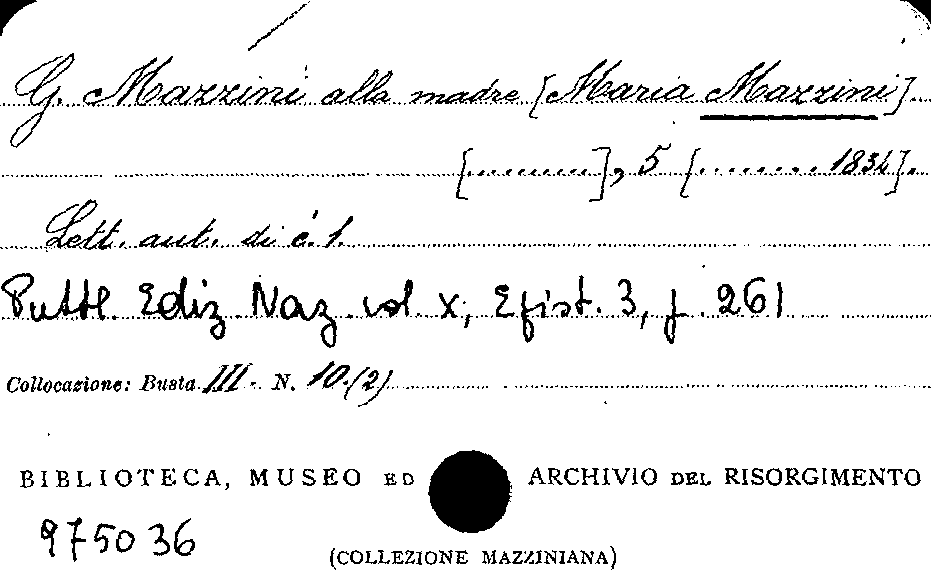 G. Mazzini alla madre [Maria Mazzini].
[..........], 5 [........ 1834].
Lett. aut. di c. 1.
Pubbl. Ediz. Naz. vol. X, Epist. 3, p. 261
Collocazione: Busta III. N. 10.(2)
BIBLIOTECA, MUSEO ED ARCHIVIO DEL RISORGIMENTO
975036
(COLLEZIONE MAZZINIANA)